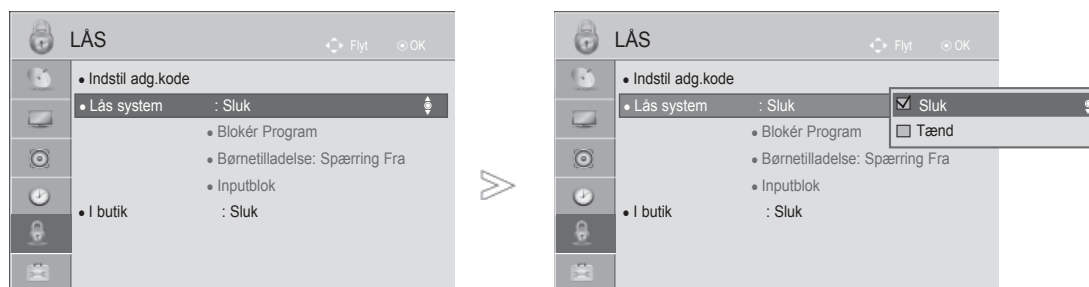 LÅS Flyt OK
• Indstil adg.kode
• Lås system : Sluk
• Blokér Program
• Børnetilladelse: Spærring Fra
• Inputblok
• I butik : Sluk
LÅS Flyt OK
• Indstil adg.kode
• Lås system : Sluk
Sluk
Tænd
• Blokér Program
• Børnetilladelse: Spærring Fra
• Inputblok
• I butik : Sluk